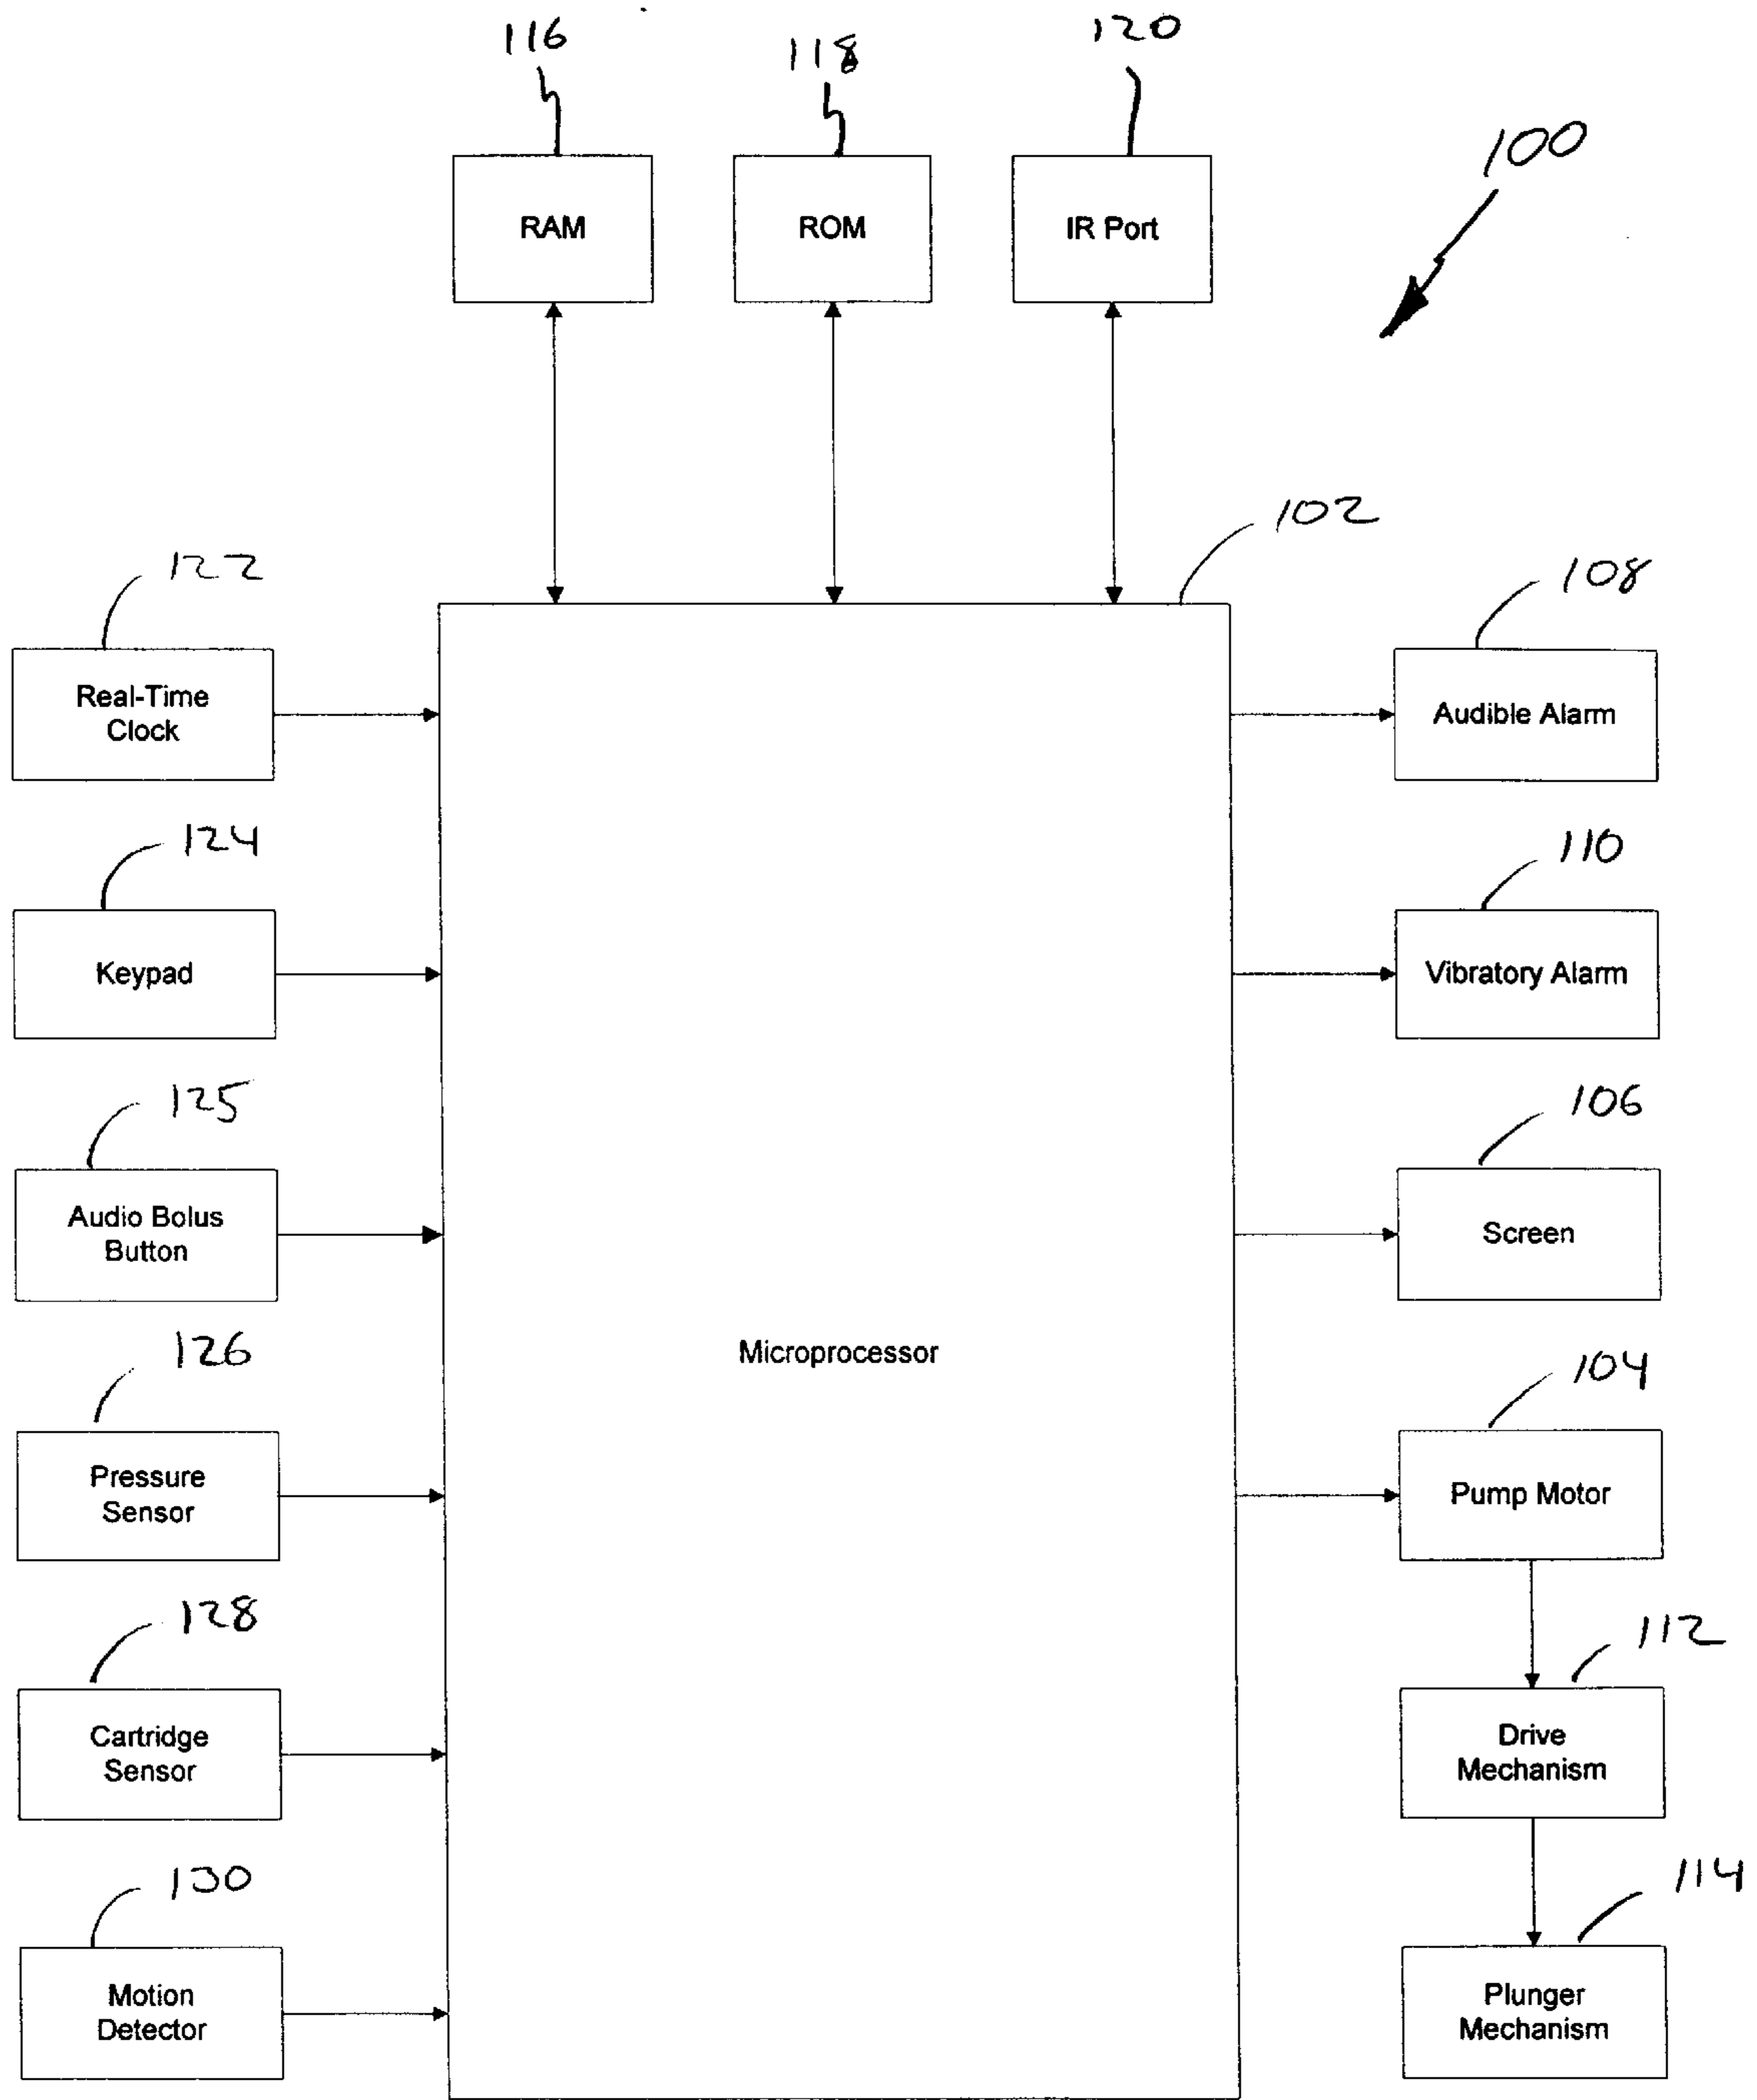 116
118
120
100
RAM
ROM
IR Port
102
122
108
Real-Time
Clock
Audible Alarm
124
110
Keypad
Vibratory Alarm
125
106
Audio Bolus
Button
Screen
Microprocessor
126
104
Pressure
Sensor
Pump Motor
128
112
Cartridge
Sensor
Drive
Mechanism
130
114
Motion
Detector
Plunger
Mechanism